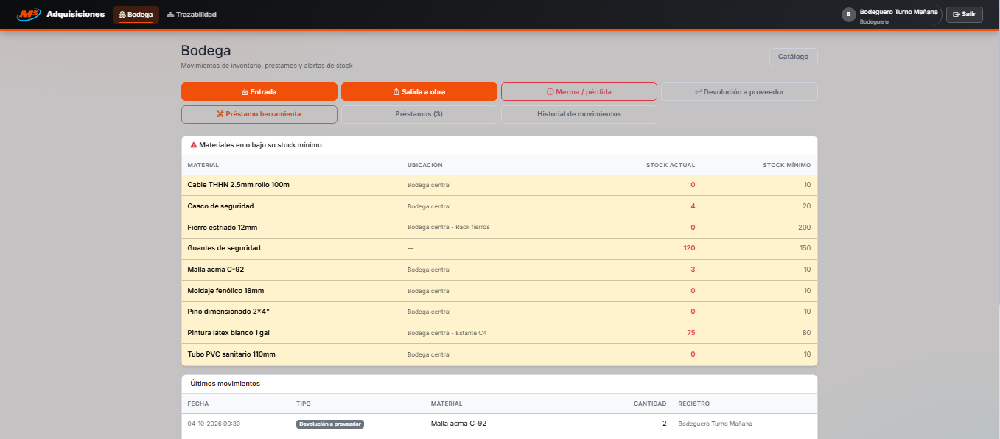 M5 Adquisiciones Bodega Trazabilidad B Bodeguero Turno Mañana Salir
Bodeguero
Bodega
Movimientos de inventario, préstamos y alertas de stock
Catálogo
Entrada Salida a obra Merma / pérdida Devolución a proveedor
Préstamo herramienta Préstamos (3) Historial de movimientos
Materiales en o bajo su stock mínimo
MATERIAL UBICACIÓN STOCK ACTUAL STOCK MÍNIMO
Cable THHN 2.5mm rollo 100m Bodega central 0 10
Casco de seguridad Bodega central 4 20
Fierro estriado 12mm Bodega central · Rack fierros 0 200
Guantes de seguridad — 120 150
Malla acma C-92 Bodega central 3 10
Moldaje fenólico 18mm Bodega central 0 10
Pino dimensionado 2×4" Bodega central 0 10
Pintura látex blanco 1 gal Bodega central · Estante C4 75 80
Tubo PVC sanitario 110mm Bodega central 0 10
Últimos movimientos
FECHA TIPO MATERIAL CANTIDAD REGISTRÓ
04-10-2026 00:30 Devolución a proveedor Malla acma C-92 2 Bodeguero Turno Mañana